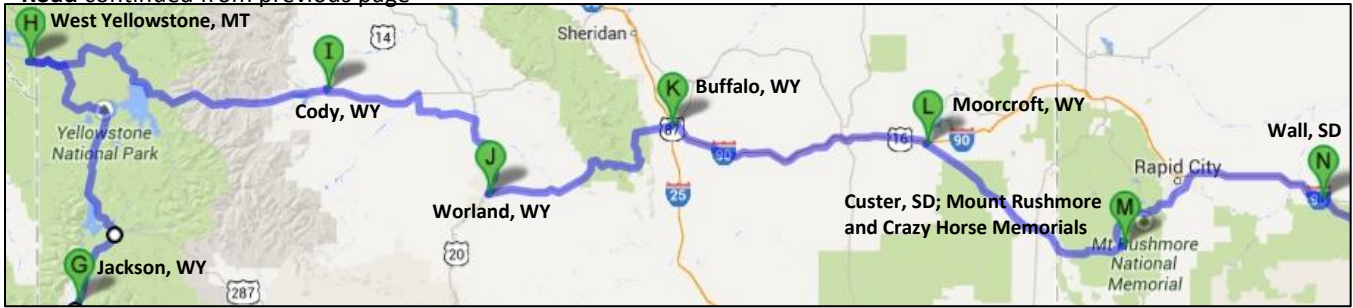 Road continued from previous page
H
West Yellowstone, MT
14
Sheridan
I
Cody, WY
K
Buffalo, WY
87
L
Moorcroft, WY
16
90
90
Wall, SD
N
Yellowstone
National Park
J
Worland, WY
25
Rapid City
Custer, SD; Mount Rushmore
and Crazy Horse Memorials
M
Mt Rushmore
National
Memorial
20
G
Jackson, WY
287